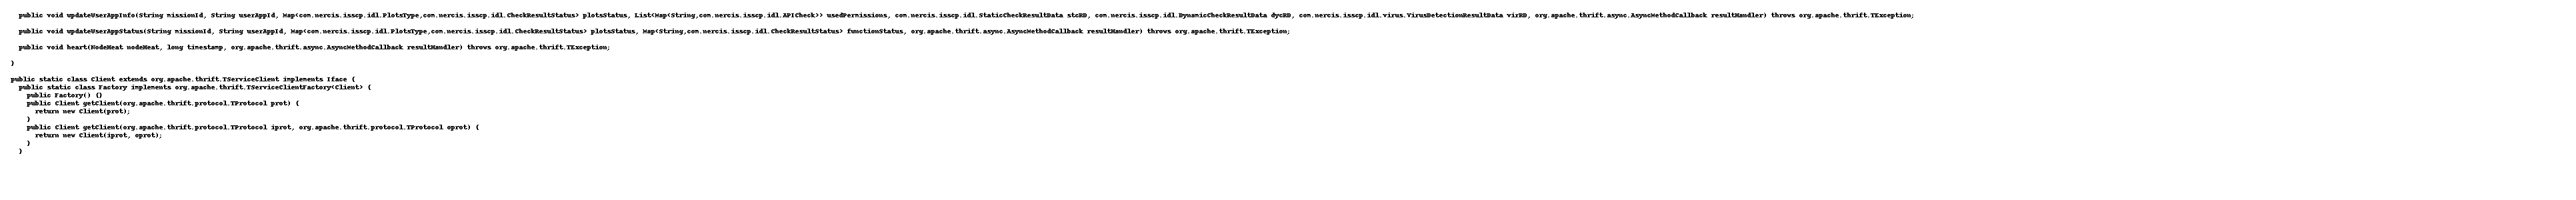 public void updateUserAppInfo(String missionId, String userAppId, Map<com.nercis.isscp.idl.PlotsType,com.nercis.isscp.idl.CheckResultStatus> plotsStatus, List<Map<String,com.nercis.isscp.idl.APICheck>> usedPermissions, com.nercis.isscp.idl.StaticCheckResultData stcRD, com.nercis.isscp.idl.DynamicCheckResultData dycRD, com.nercis.isscp.idl.virus.VirusDetectionResultData virRD, org.apache.thrift.async.AsyncMethodCallback resultHandler) throws org.apache.thrift.TException;
public void updateUserAppStatus(String missionId, String userAppId, Map<com.nercis.isscp.idl.PlotsType,com.nercis.isscp.idl.CheckResultStatus> plotsStatus, Map<String,com.nercis.isscp.idl.CheckResultStatus> functionStatus, org.apache.thrift.async.AsyncMethodCallback resultHandler) throws org.apache.thrift.TException;
public void heart(NodeHeat nodeHeat, long timestamp, org.apache.thrift.async.AsyncMethodCallback resultHandler) throws org.apache.thrift.TException;
}
public static class Client extends org.apache.thrift.TServiceClient implements Iface {
public static class Factory implements org.apache.thrift.TServiceClientFactory<Client> {
public Factory() {}
public Client getClient(org.apache.thrift.protocol.TProtocol prot) {
return new Client(prot);
}
public Client getClient(org.apache.thrift.protocol.TProtocol iprot, org.apache.thrift.protocol.TProtocol oprot) {
return new Client(iprot, oprot);
}
}